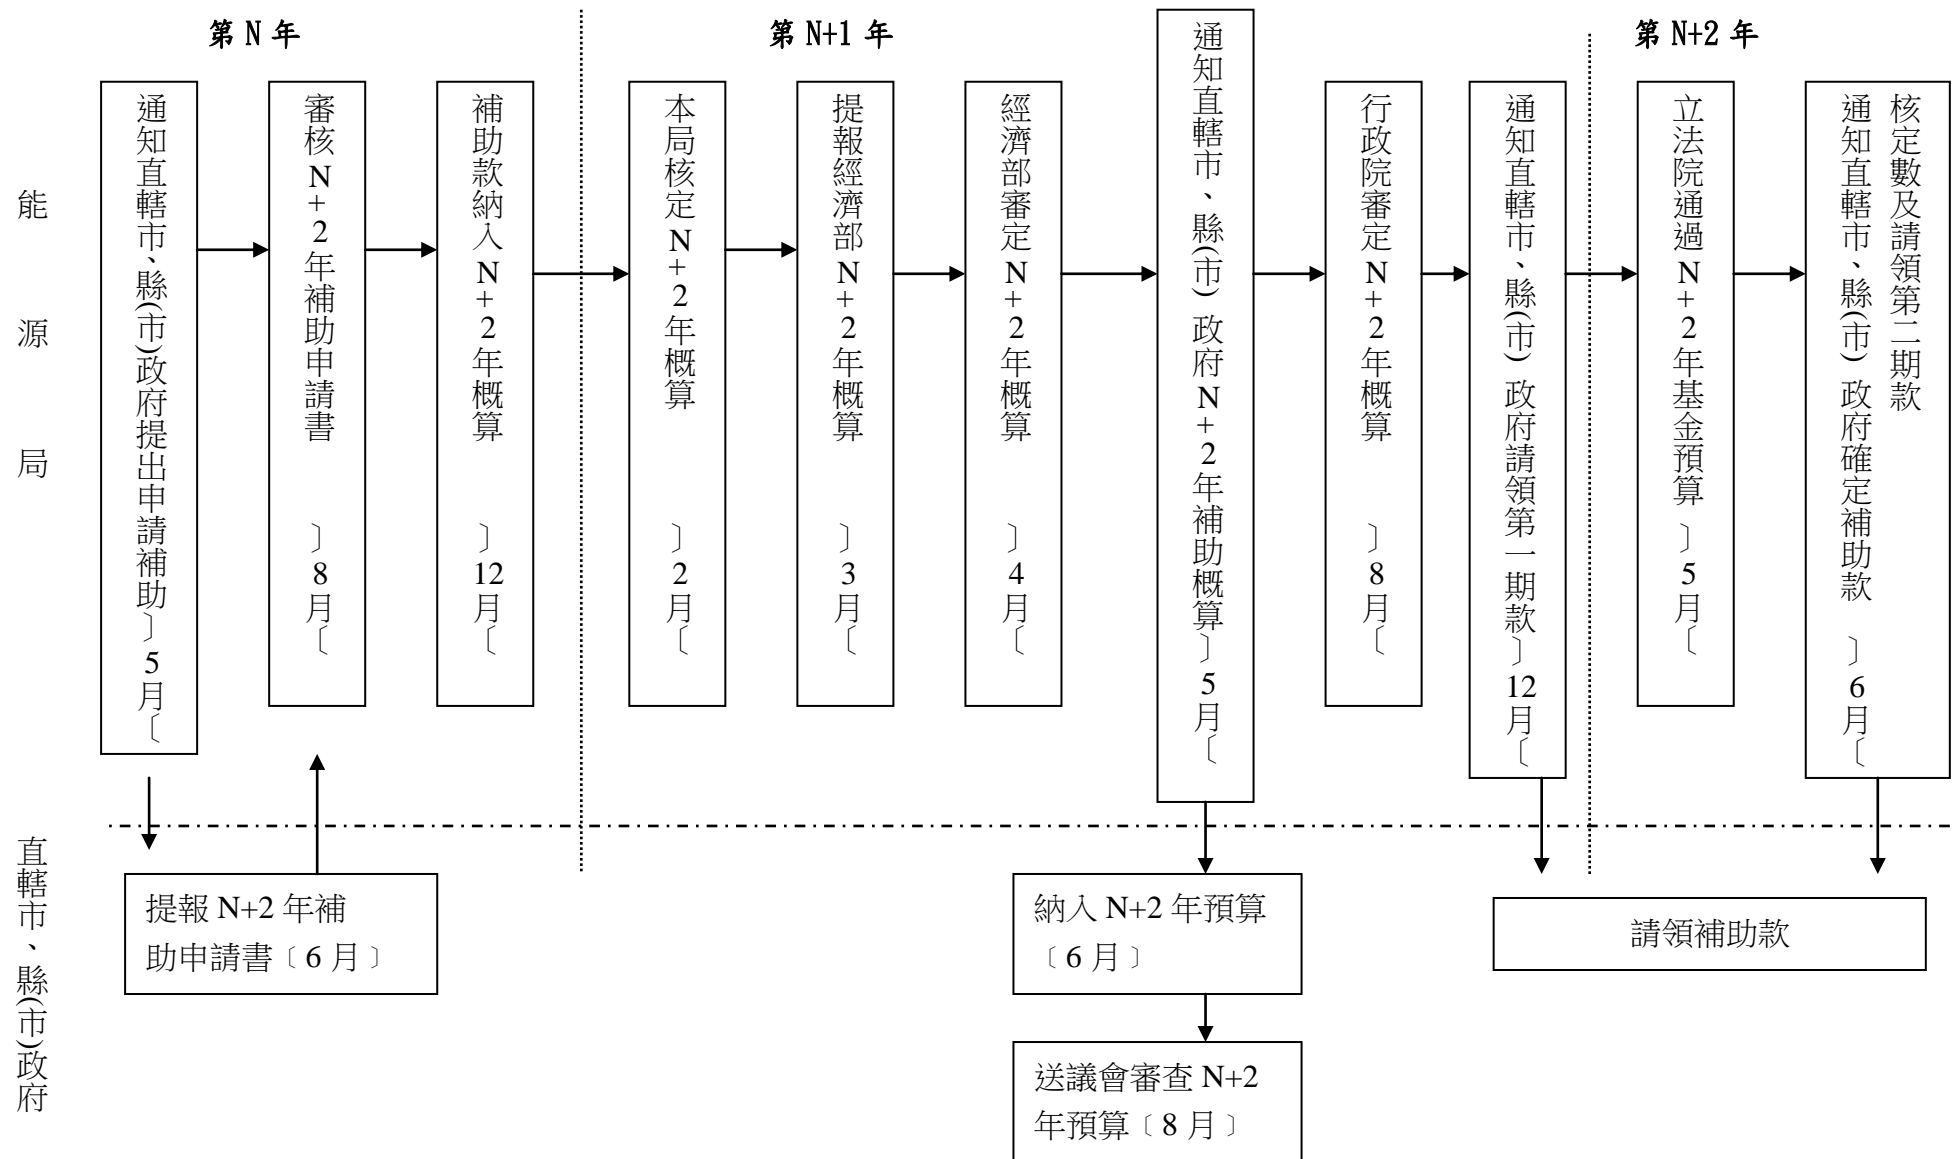 第 N 年
第 N+1 年
第 N+2 年
能源局
通知直轄市、縣(市)政府提出申請補助〕5月〔
審核N+2年補助申請書〕8月〔
補助款納入N+2年概算〕12月〔
本局核定N+2年概算〕2月〔
提報經濟部N+2年概算〕3月〔
經濟部審定N+2年概算〕4月〔
通知直轄市、縣(市)政府N+2年補助概算〕5月〔
行政院審定N+2年概算〕8月〔
通知直轄市、縣(市)政府請領第一期款〕12月〔
立法院通過N+2年基金預算〕5月〔
核定數及請領第二期款
通知直轄市、縣(市)政府確定補助款〕6月〔
直轄市、縣(市)政府
提報 N+2 年補
助申請書﹝6 月﹞
納入 N+2 年預算
﹝6 月﹞
送議會審查 N+2
年預算﹝8 月﹞
請領補助款